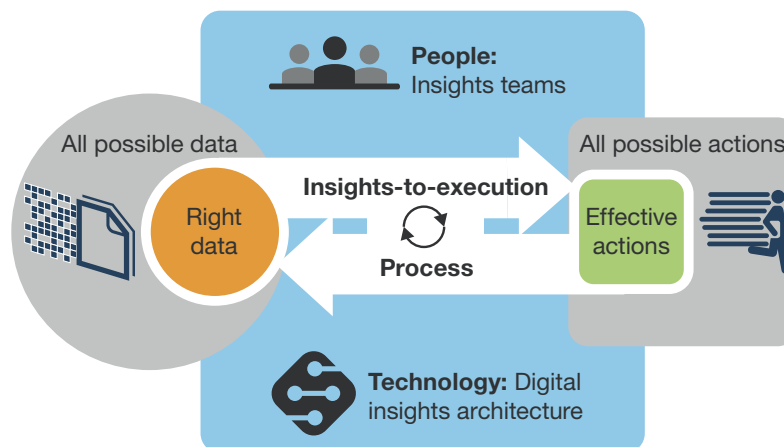 People:
Insights teams
All possible data
All possible actions
Insights-to-execution
Right
data
Effective
actions
Process
Technology: Digital
insights architecture